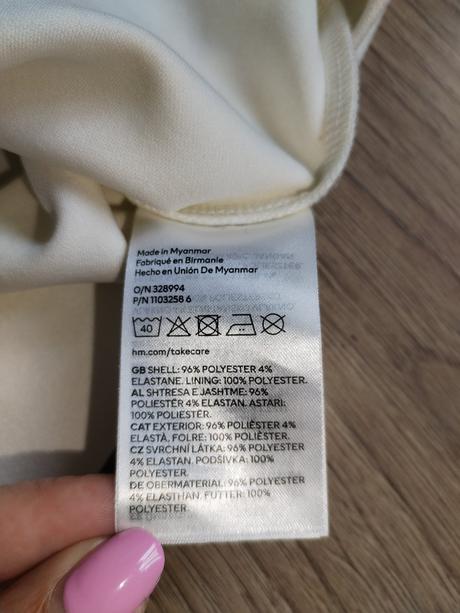 Made in Myanmar
Fabriqué en Birmanie
Hecho en Unión De Myanmar
O/N 328994
P/N 1103258 6
40
hm.com/takecare
GB SHELL: 96% POLYESTER 4%
ELASTANE. LINING: 100% POLYESTER.
AL SHTRESA E JASHTME: 96%
POLIESTËR 4% ELASTAN. ASTARI:
100% POLIESTËR.
CAT EXTERIOR: 96% POLIÈSTER 4%
ELASTÀ, FOLRE: 100% POLIÈSTER.
CZ SVRCHNÍ LÁTKA: 96% POLYESTER
4% ELASTAN. PODŠÍVKA: 100%
POLYESTER.
DE OBERMATERIAL: 96% POLYESTER
4% ELASTHAN. FUTTER: 100%
POLYESTER